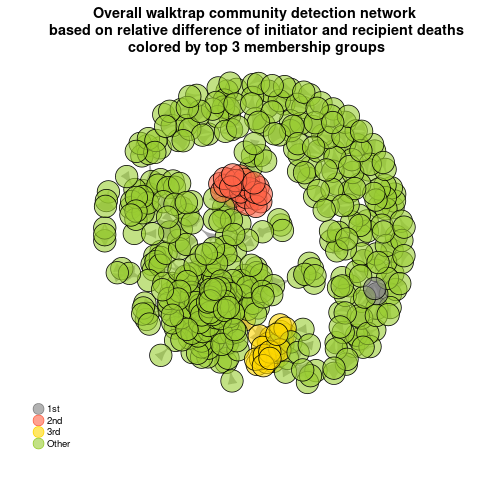 Overall walktrap community detection network
based on relative difference of initiator and recipient deaths
colored by top 3 membership groups
1st
2nd
3rd
Other